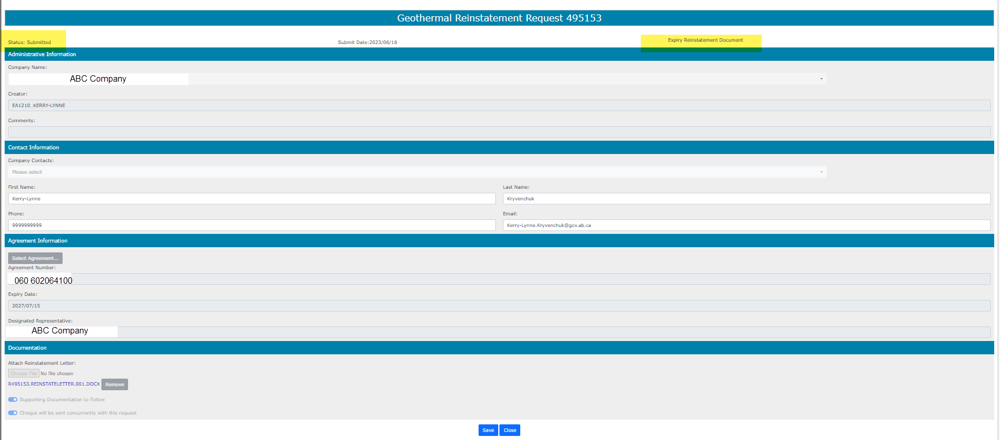 Geothermal Reinstatement Request 495153
Status: Submitted
Submit Date:2023/06/16
Expiry Reinstatement Document
Administrative Information
Company Name:
ABC Company
Creator:
EA1210_KERRY-LYNNE
Comments:
Contact Information
Company Contacts:
Please select
First Name:
Last Name:
Kerry-Lynne
Kryvenchuk
Phone:
Email:
9999999999
Kerry-Lynne.Kryvenchuk@gov.ab.ca
Agreement Information
Select Agreement...
Agreement Number:
060 602064100
Expiry Date:
2027/07/15
Designated Representative:
ABC Company
Documentation
Attach Reinstatement Letter:
Choose File No file chosen
R495153.REINSTATELETTER.001.DOCX Remove
Supporting Documentation to Follow
Cheque will be sent concurrently with this request
Save Close